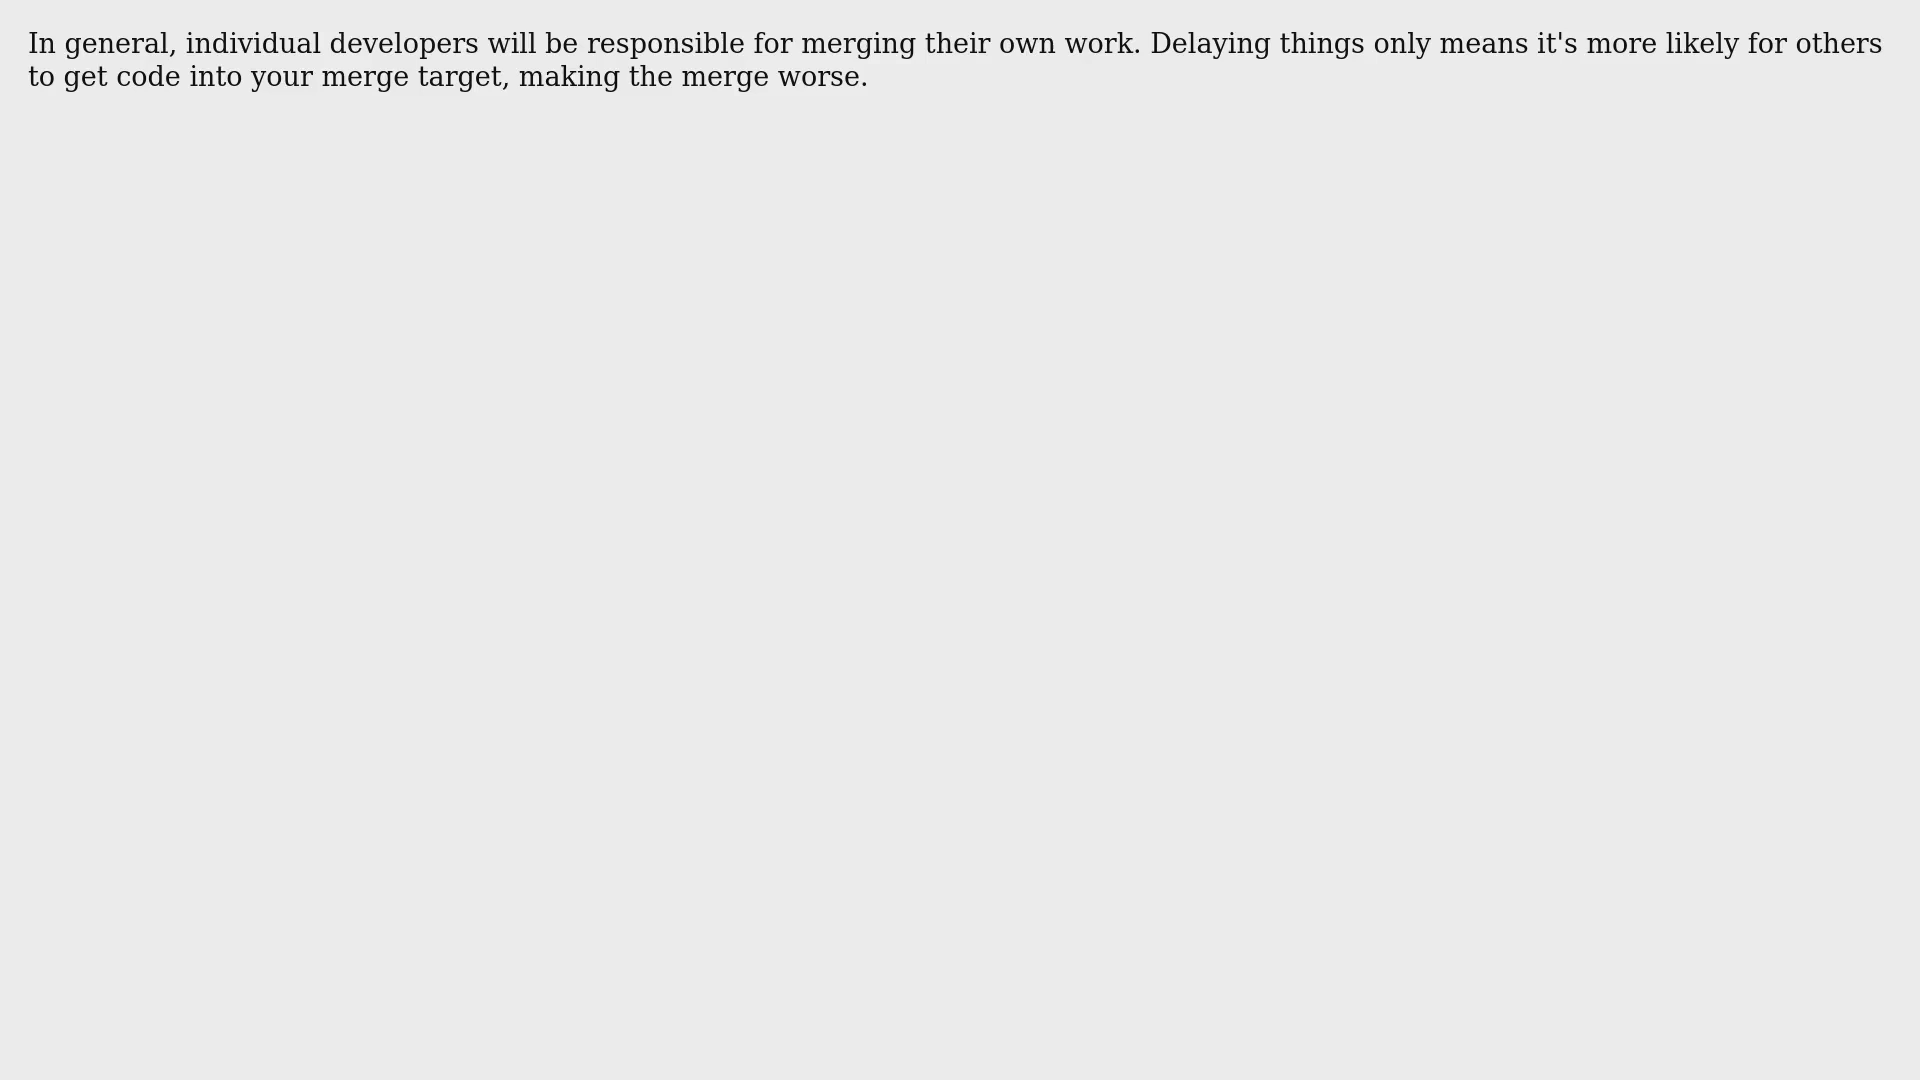 In general, individual developers will be responsible for merging their own work. Delaying things only means it's more likely for others
to get code into your merge target, making the merge worse.